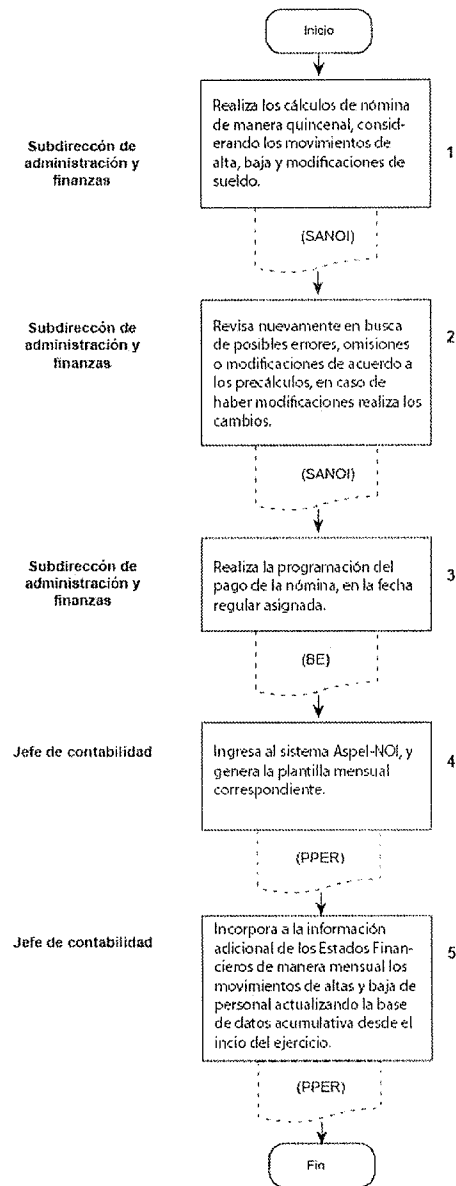 Inicio
Subdireccón de
administración y
finanzas
Realiza los cálculos de nómina
de manera quincenal, consid-
erando los movimientos de
alta, baja y modificaciones de
sueldo.
1
(SANOI)
Subdireccón de
administración y
finanzas
Revisa nuevamente en busca
de posibles errores, omisiones
o modificaciones de acuerdo a
los precálculos, en caso de
haber modificaciones realiza los
cambios.
2
(SANOI)
Subdireccón de
administración y
finanzas
Realiza la programación del
pago de la nómina, en la fecha
regular asignada.
3
(BE)
Jefe de contabilidad
Ingresa al sistema Aspel-NOI, y
genera la plantilla mensual
correspondiente.
4
(PPER)
Jefe de contabilidad
Incorpora a la información
adicional de los Estados Finan-
cieros de manera mensual los
movimientos de altas y baja de
personal actualizando la base
de datos acumulativa desde el
incio del ejercicio.
5
(PPER)
Fin